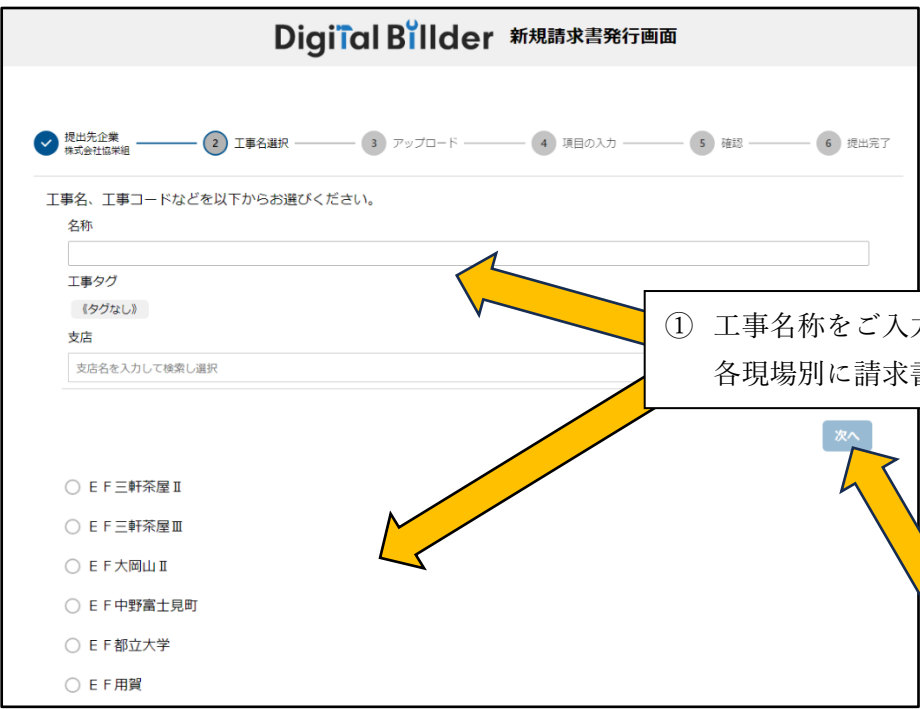 Digital Billder 新規請求書発行画面
提出先企業
株式会社協栄組
2 工事名選択
3 アップロード
4 項目の入力
5 確認
6 提出完了
工事名、工事コードなどを以下からお選びください。
名称
工事タグ
《タグなし》
支店
支店名を入力して検索し選択
① 工事名称をご入力
各現場別に請求書
次へ
ＥＦ三軒茶屋Ⅱ
ＥＦ三軒茶屋Ⅲ
ＥＦ大岡山Ⅱ
ＥＦ中野富士見町
ＥＦ都立大学
ＥＦ用賀